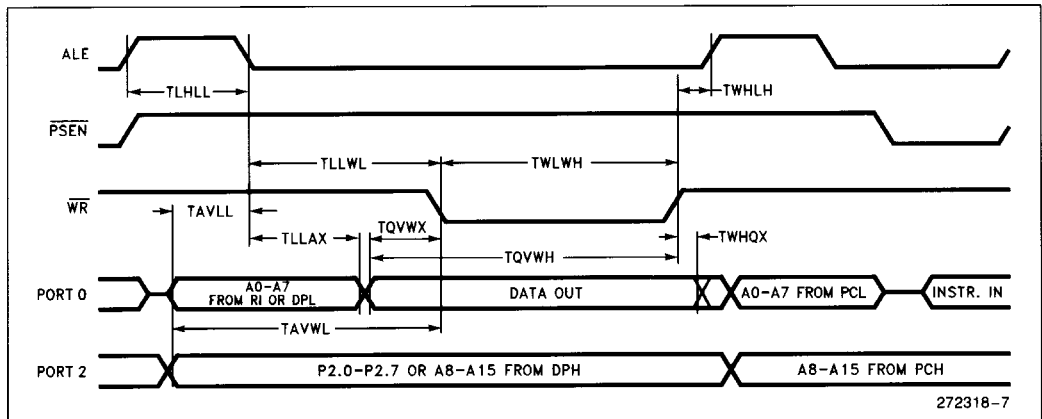 ALE
TLHLL
TWHLH
PSEN
TLLWL
TWLWH
WR
TAVLL
TLLAX
TQVWX
TWHQX
TQVWH
PORT 0
A0-A7
FROM RI OR DPL
DATA OUT
A0-A7 FROM PCL
INSTR. IN
TAVWL
PORT 2
P2.0-P2.7 OR A8-A15 FROM DPH
A8-A15 FROM PCH
272318-7